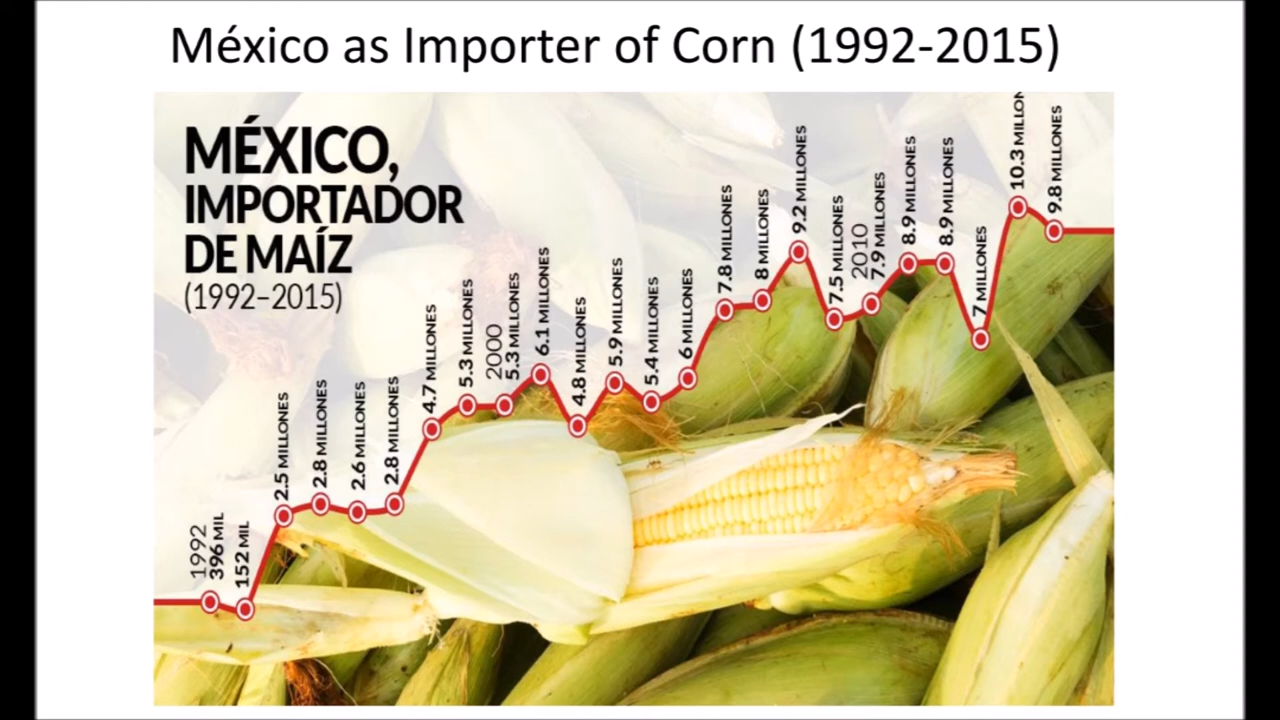 México as Importer of Corn (1992-2015)
MÉXICO,
IMPORTADOR
DE MAÍZ
(1992–2015)
1992
396 MIL
152 MIL
2.5 MILLONES
2.8 MILLONES
2.6 MILLONES
2.8 MILLONES
4.7 MILLONES
5.3 MILLONES
2000
5.3 MILLONES
6.1 MILLONES
4.8 MILLONES
5.9 MILLONES
5.4 MILLONES
6 MILLONES
7.8 MILLONES
8 MILLONES
9.2 MILLONES
7.5 MILLONES
2010
7.9 MILLONES
8.9 MILLONES
8.9 MILLONES
7 MILLONES
10.3 MILLON
9.8 MILLONES